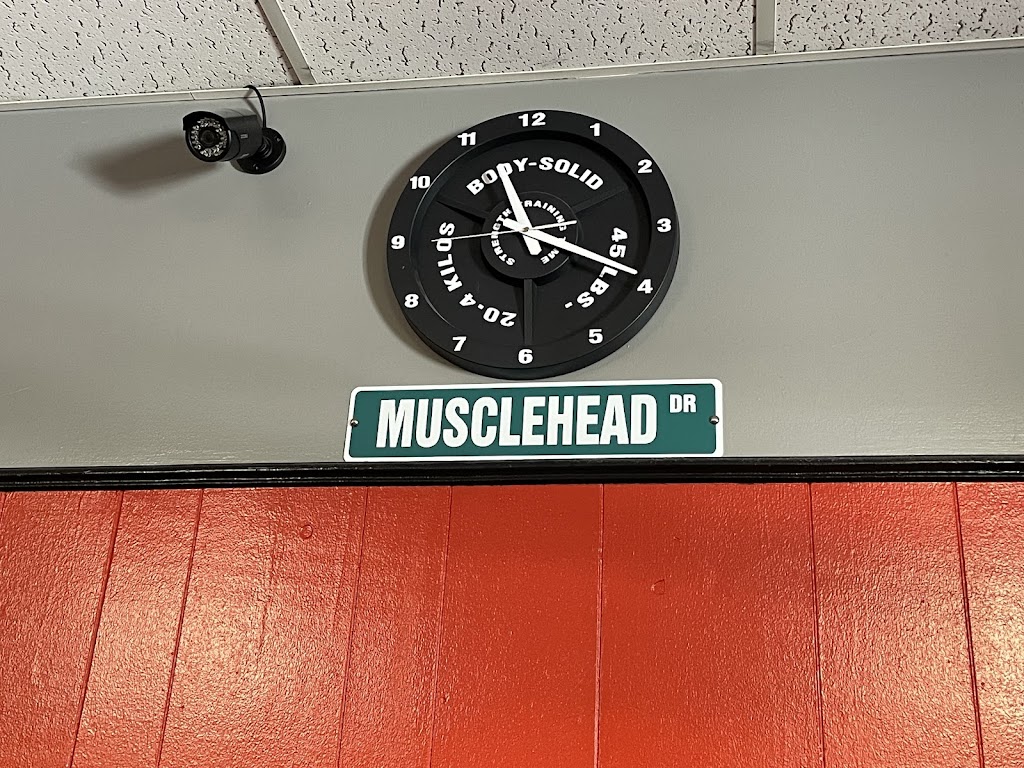 12
1
2
3
4
5
6
7
8
9
10
11
BODY-SOLID
45 LBS.
20.4 KILOS
STRENGTH TRAINING TIME
MUSCLEHEAD DR